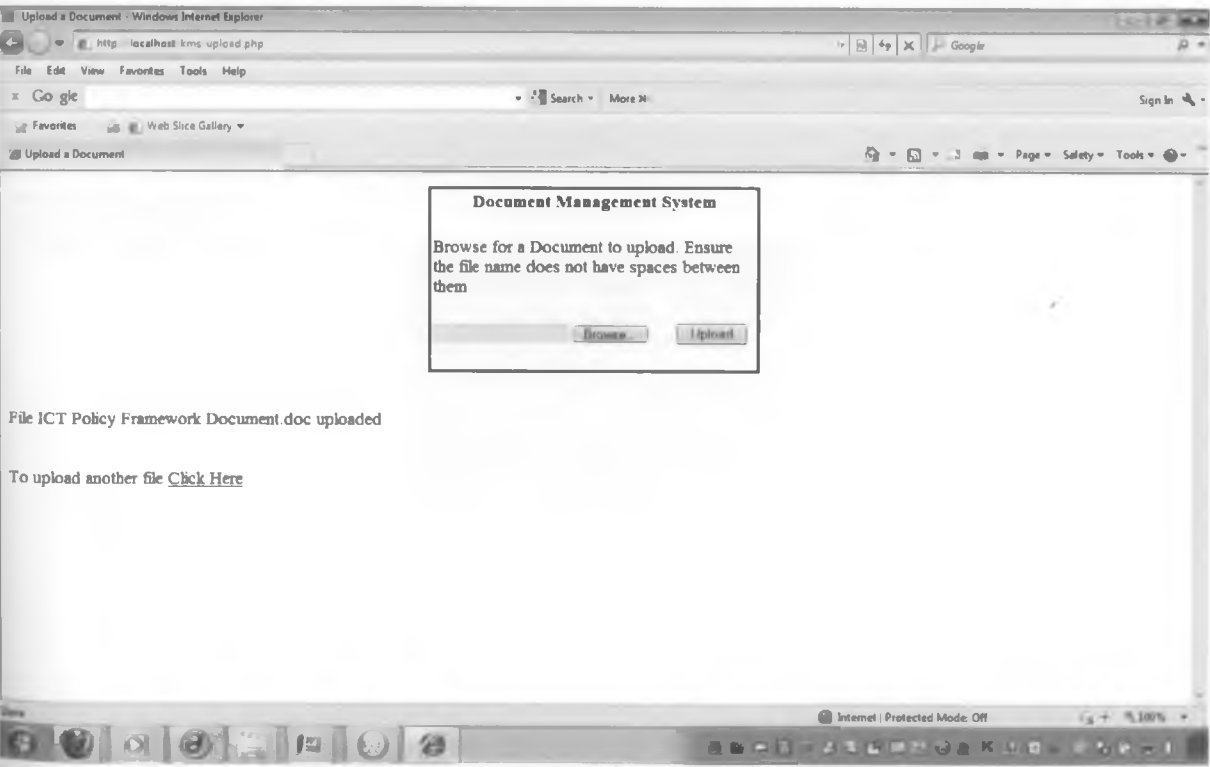 Upload a Document - Windows Internet Explorer
http localhost kms upload php
Google
File Edit View Favorites Tools Help
x Google Search More »
Sign In
Favorites Web Slice Gallery
Upload a Document
Page Safety Tools
Document Management System
Browse for a Document to upload. Ensure
the file name does not have spaces between
them
Browse... Upload
File ICT Policy Framework Document.doc uploaded
To upload another file Click Here
Done
Internet | Protected Mode: Off
100%